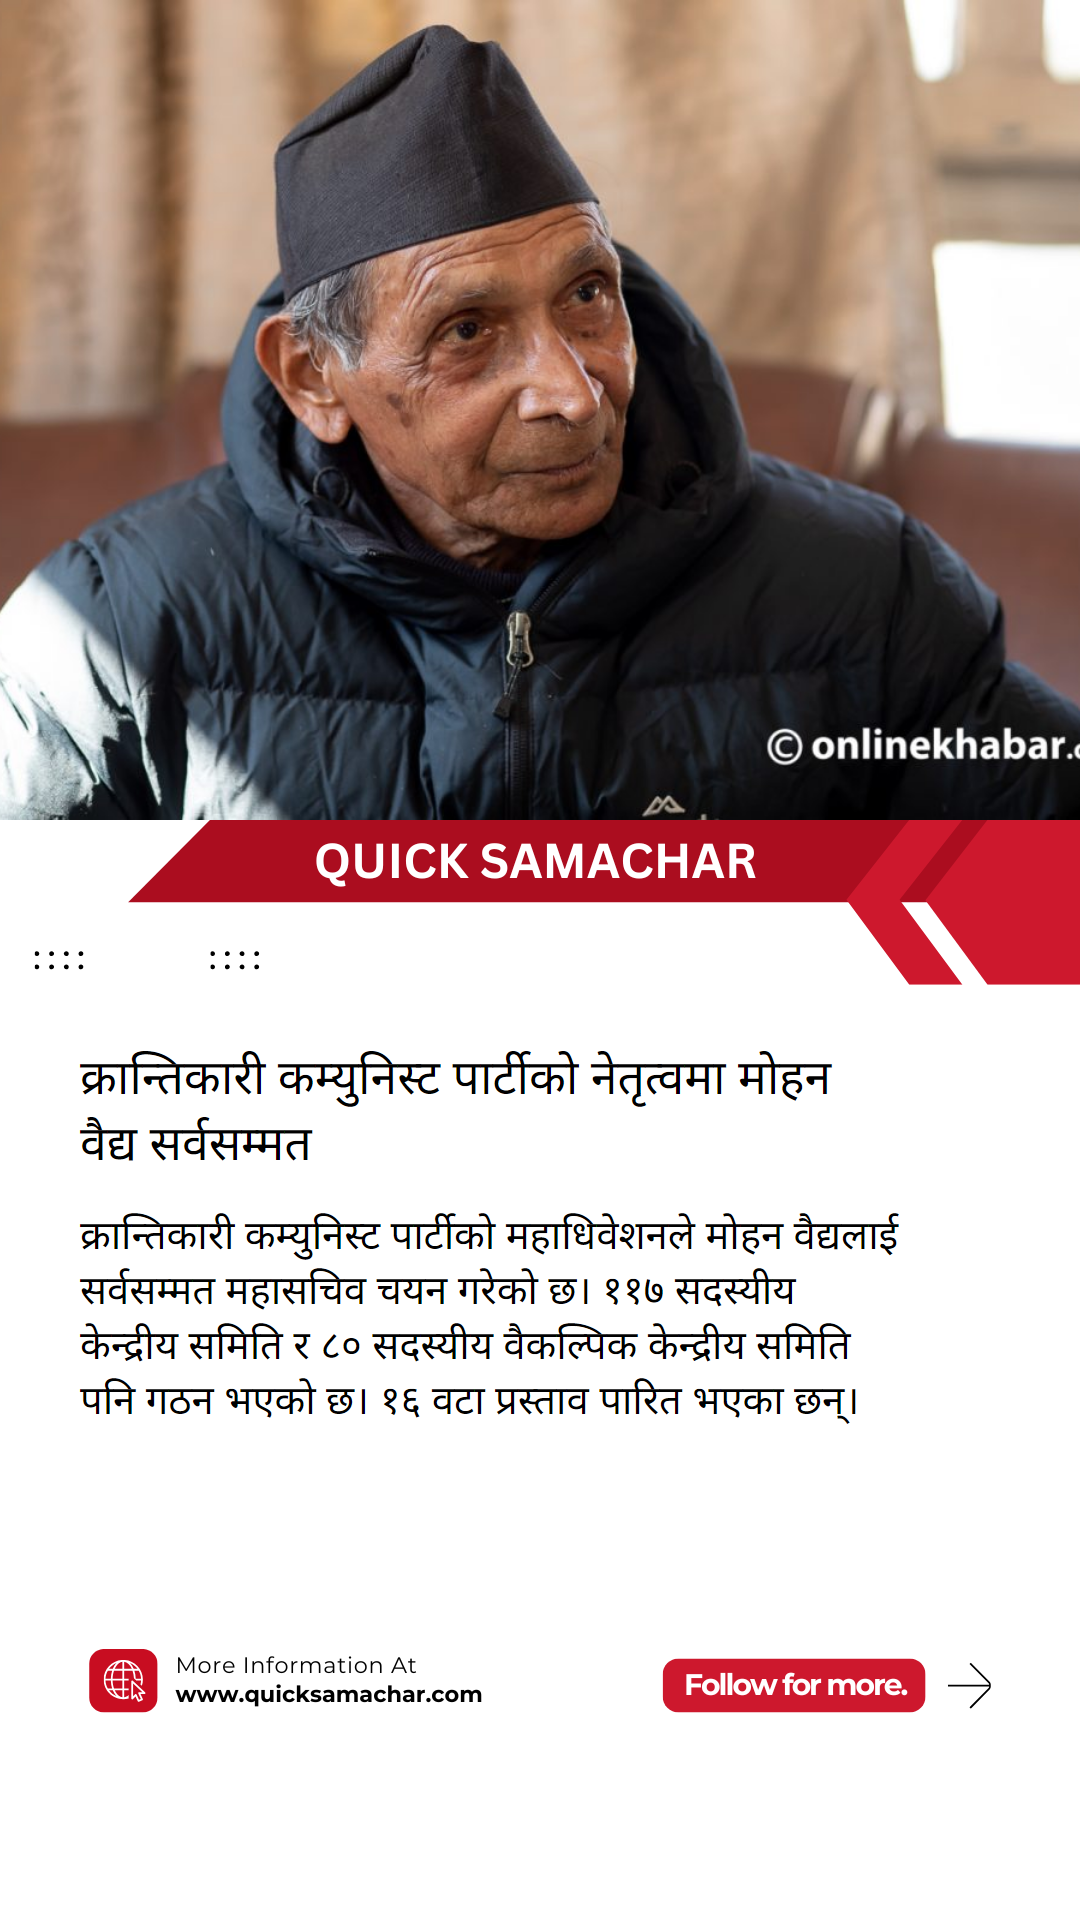 © onlinekhabar.c
QUICK SAMACHAR
क्रान्तिकारी कम्युनिस्ट पार्टीको नेतृत्वमा मोहन
वैद्य सर्वसम्मत
क्रान्तिकारी कम्युनिस्ट पार्टीको महाधिवेशनले मोहन वैद्यलाई
सर्वसम्मत महासचिव चयन गरेको छ। ११७ सदस्यीय
केन्द्रीय समिति र ८० सदस्यीय वैकल्पिक केन्द्रीय समिति
पनि गठन भएको छ। १६ वटा प्रस्ताव पारित भएका छन्।
More Information At
www.quicksamachar.com
Follow for more.